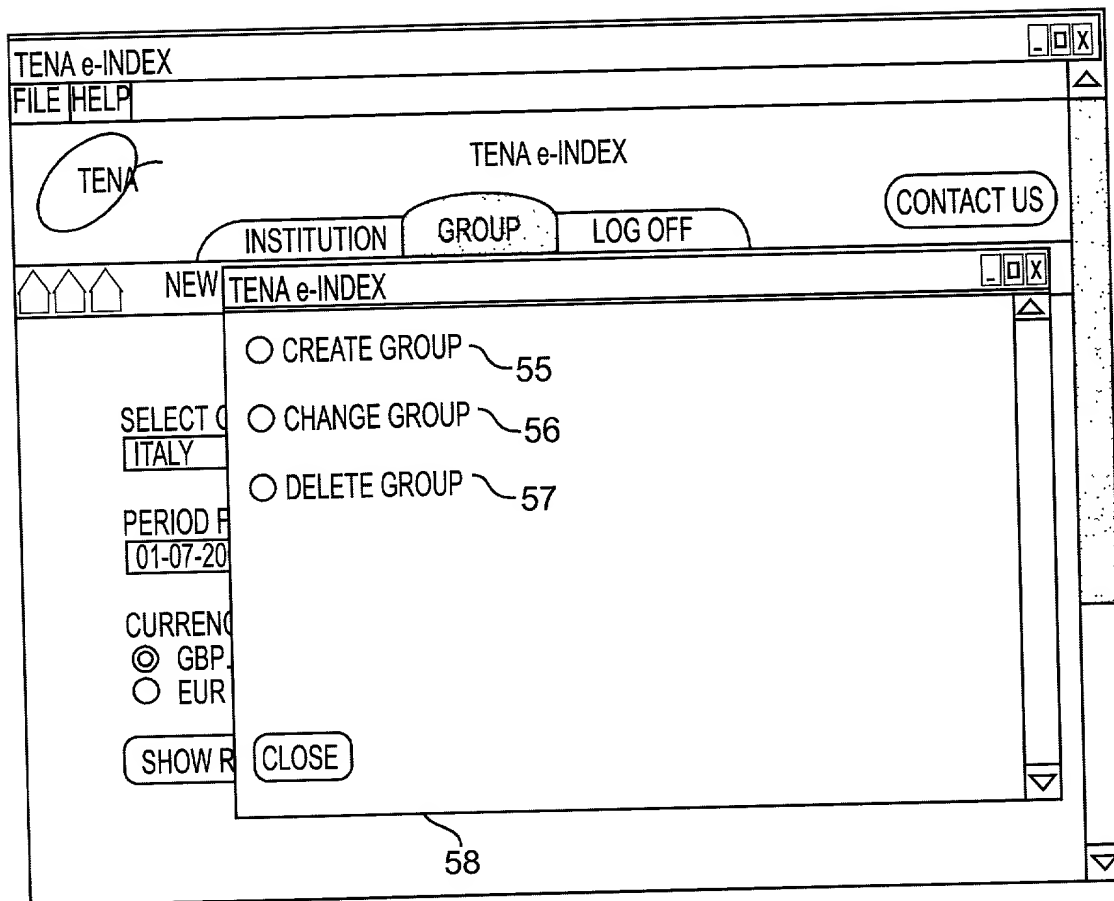 TENA e-INDEX
FILE HELP
TENA
TENA e-INDEX
CONTACT US
INSTITUTION GROUP LOG OFF
NEW
TENA e-INDEX
CREATE GROUP 55
CHANGE GROUP 56
DELETE GROUP 57
SELECT
ITALY
PERIOD
01-07-20
GBP
EUR
SHOW
CLOSE
58